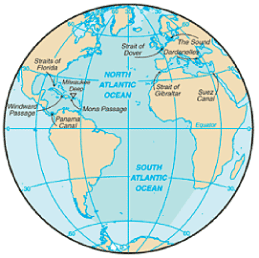 The Sound
Strait of
Dover
Dardanelles
Straits of
Florida
NORTH
ATLANTIC
OCEAN
Milwaukee
Deep
Strait of
Gibraltar
Suez
Canal
Windward
Passage
Mona Passage
Panama
Canal
Equator
SOUTH
ATLANTIC
OCEAN